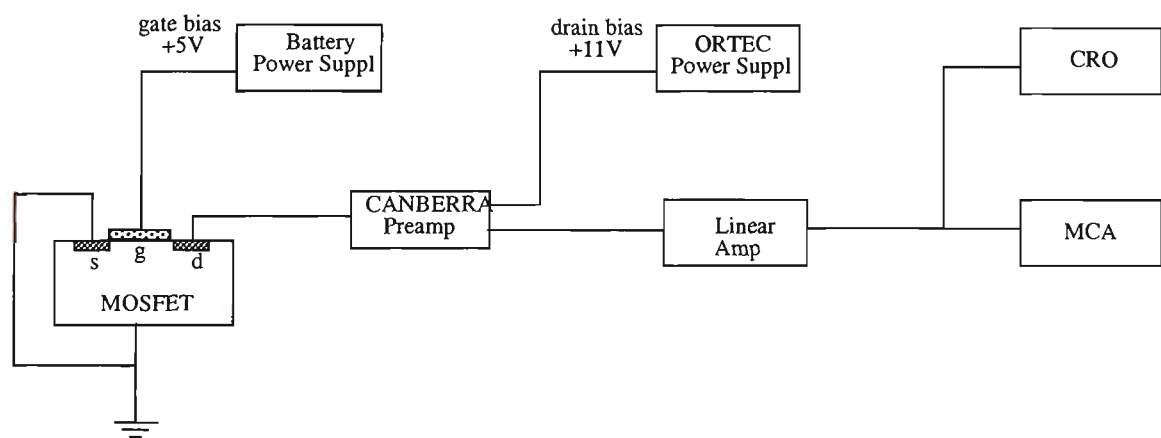 gate bias
+5V
Battery
Power Suppl
drain bias
+11V
ORTEC
Power Suppl
CRO
CANBERRA
Preamp
Linear
Amp
MCA
s
g
d
MOSFET